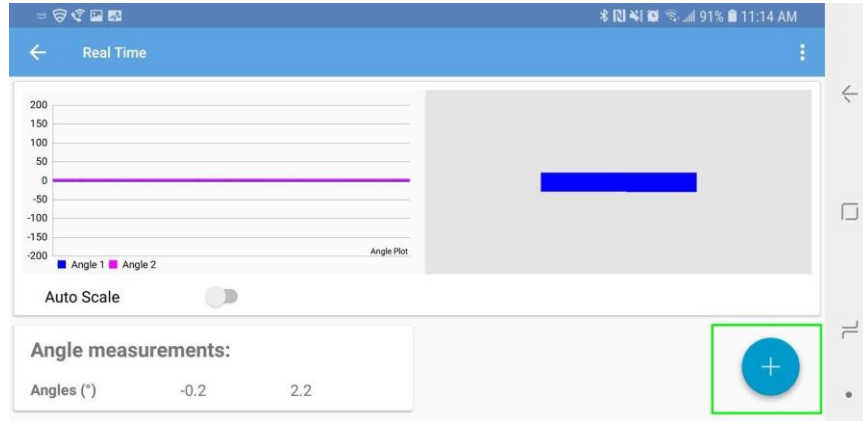 91% 11:14 AM
Real Time
200
150
100
50
0
-50
-100
-150
-200
Angle Plot
Angle 1 Angle 2
Auto Scale
Angle measurements:
Angles (°) -0.2 2.2